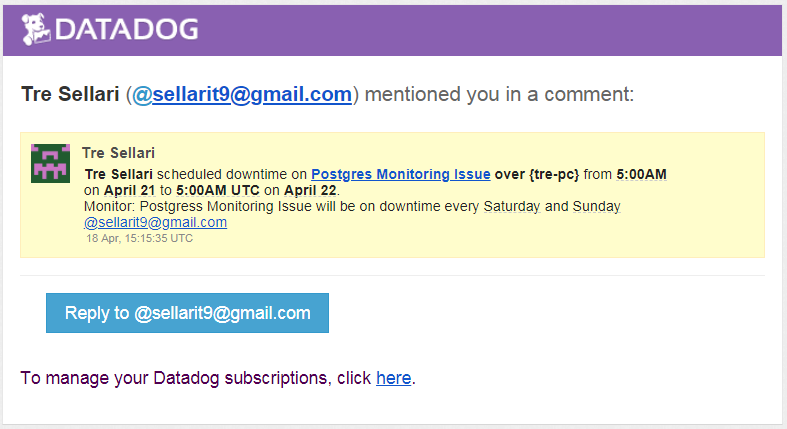 DATADOG
Tre Sellari (@sellarit9@gmail.com) mentioned you in a comment:
Tre Sellari
Tre Sellari scheduled downtime on Postgres Monitoring Issue over {tre-pc} from 5:00AM
on April 21 to 5:00AM UTC on April 22.
Monitor: Postgress Monitoring Issue will be on downtime every Saturday and Sunday
@sellarit9@gmail.com
18 Apr, 15:15:35 UTC
Reply to @sellarit9@gmail.com
To manage your Datadog subscriptions, click here.